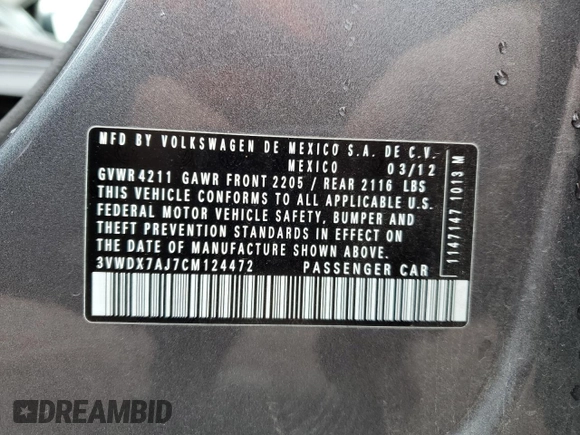 MFD BY VOLKSWAGEN DE MEXICO S.A. DE C.V.
MEXICO 03/12
GVWR 4211 GAWR FRONT 2205 / REAR 2116 LBS
THIS VEHICLE CONFORMS TO ALL APPLICABLE U.S.
FEDERAL MOTOR VEHICLE SAFETY, BUMPER AND
THEFT PREVENTION STANDARDS IN EFFECT ON
THE DATE OF MANUFACTURE SHOWN ABOVE.
3VWDX7AJ7CM124472 PASSENGER CAR
1147147 1013 M
DREAMBID